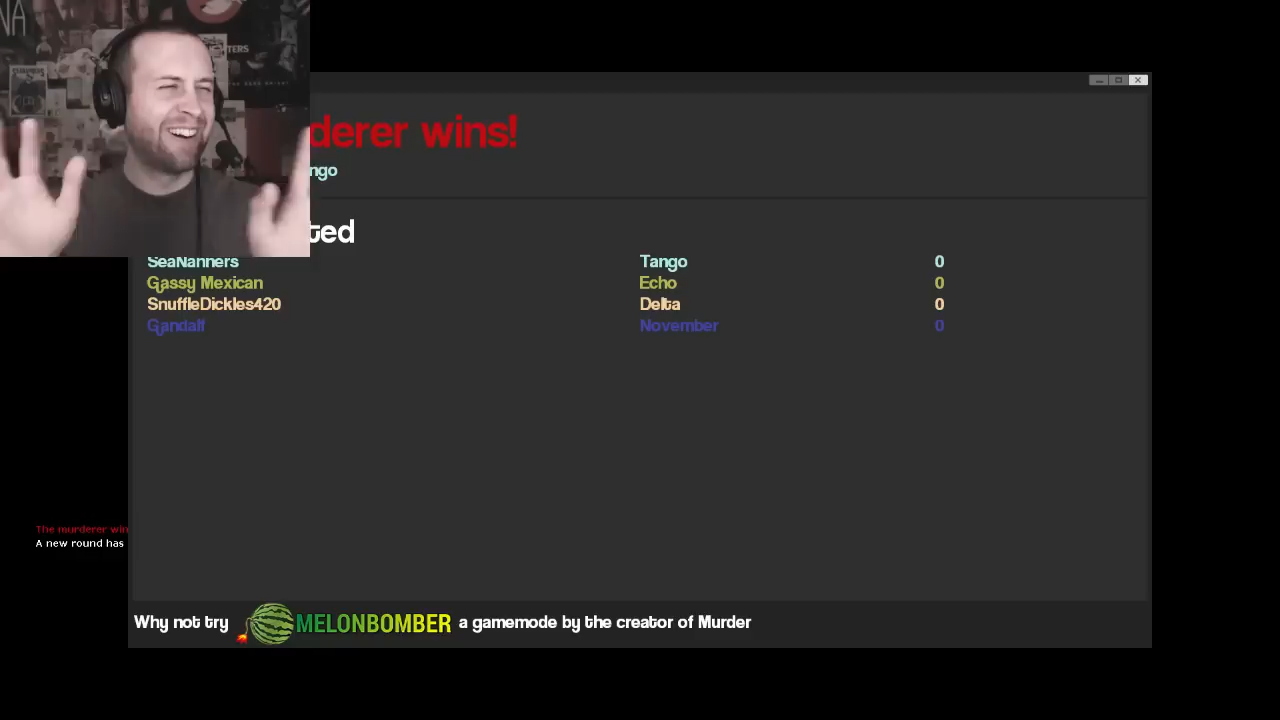 derer wins!
ngo
ted
SeaNanners Tango 0
Gassy Mexican Echo 0
SnuffleDickles420 Delta 0
Gandalf November 0
The murderer win
A new round has
Why not try MELONBOMBER a gamemode by the creator of Murder